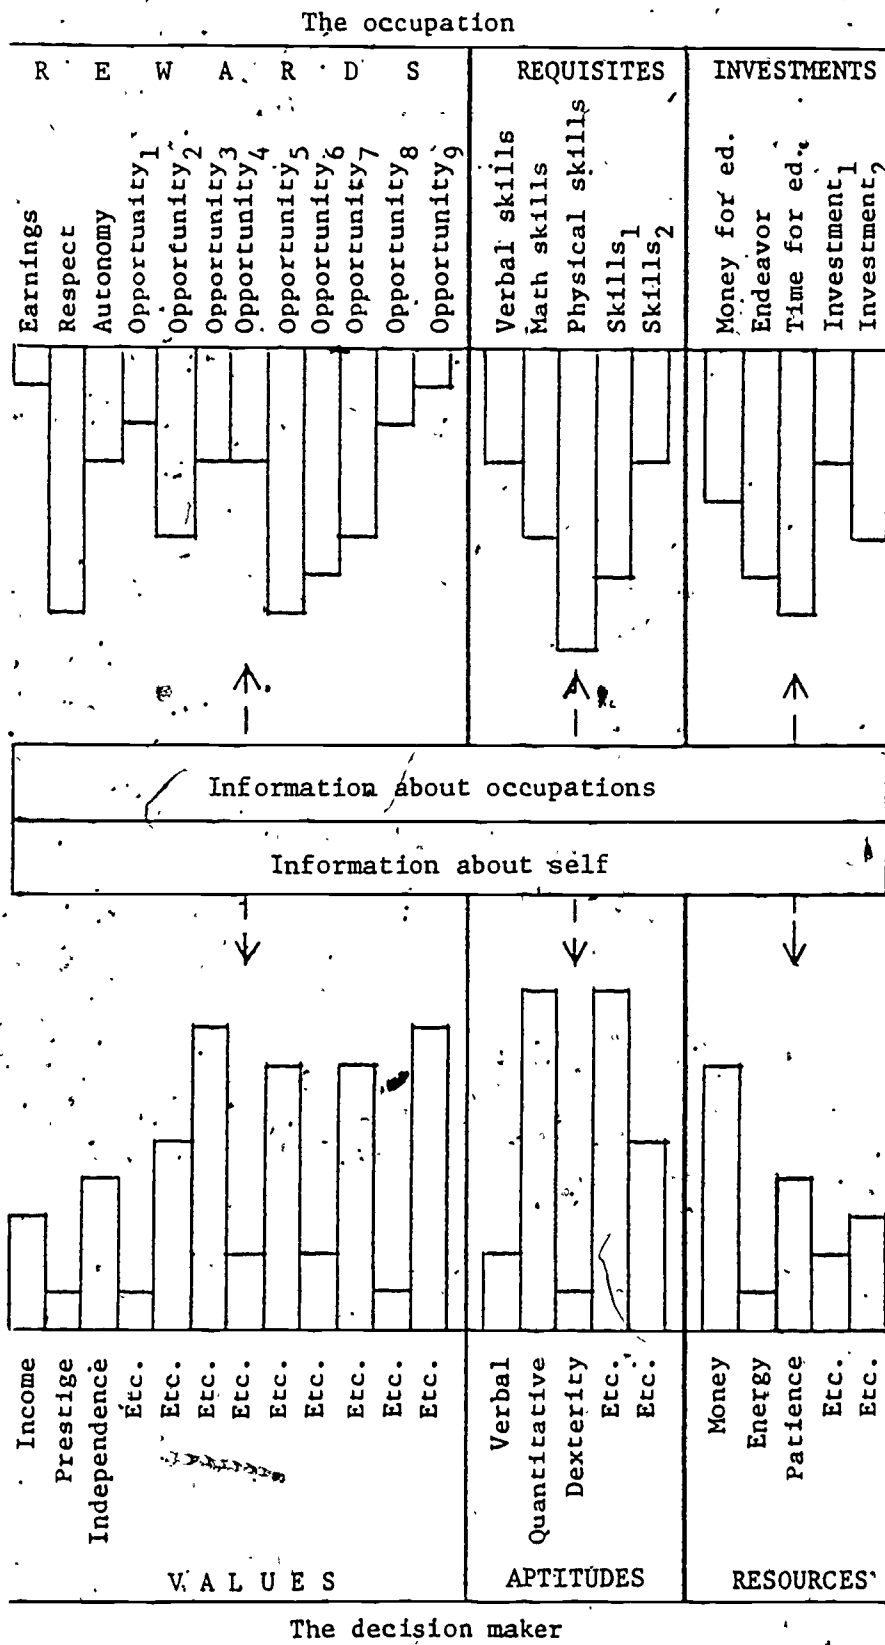 The occupation
R E W A R D S REQUISITES INVESTMENTS
Earnings
Respect
Autonomy
Opportunity1
Opportunity2
Opportunity3
Opportunity4
Opportunity5
Opportunity6
Opportunity7
Opportunity8
Opportunity9
Verbal skills
Math skills
Physical skills
Skills1
Skills2
Money for ed.
Endeavor
Time for ed.
Investment1
Investment2
Information about occupations
Information about self
Income
Prestige
Independence
Etc.
Etc.
Etc.
Etc.
Etc.
Etc.
Etc.
Etc.
Etc.
Verbal
Quantitative
Dexterity
Etc.
Etc.
Money
Energy
Patience
Etc.
Etc.
V A L U E S APTITUDES RESOURCES
The decision maker